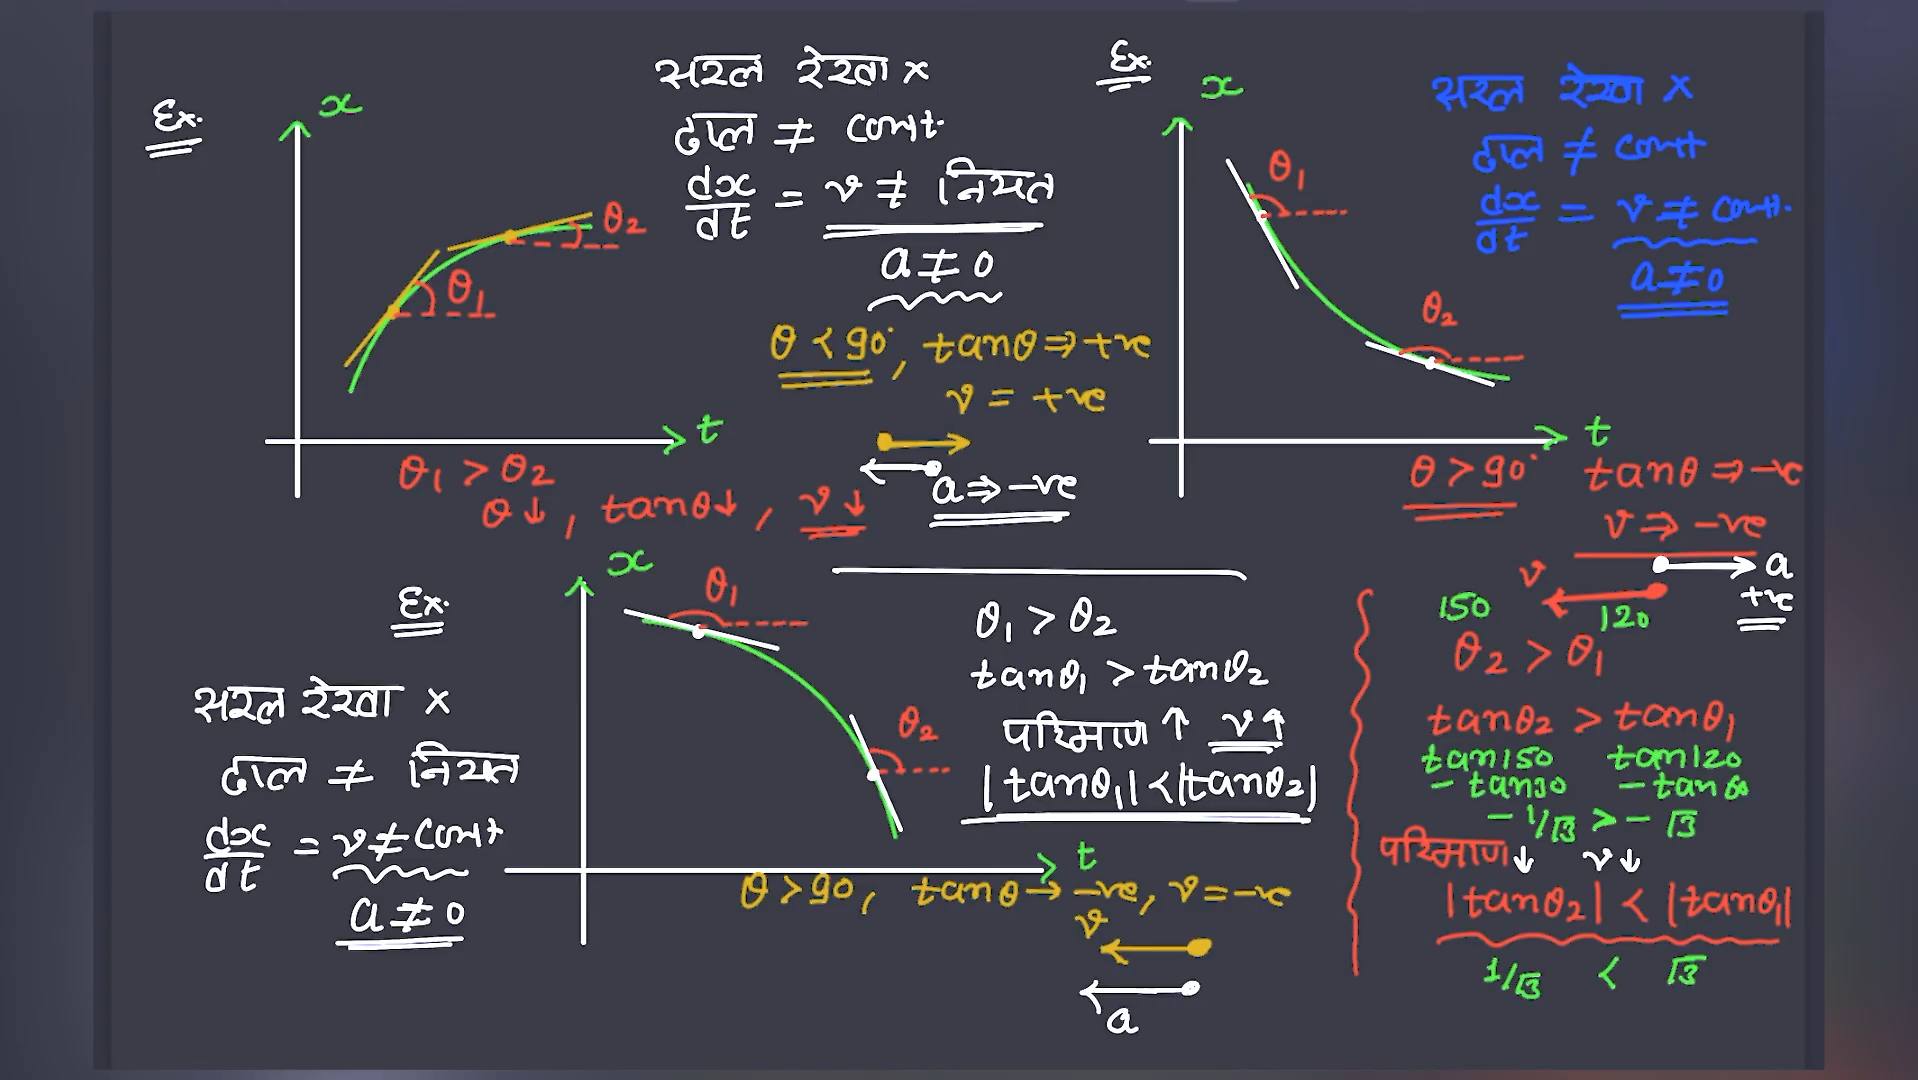 Ex.
x
θ2
θ1
t
θ1 > θ2
θ↓, tanθ↓, v↓
सरल रेखा ×
ढाल ≠ const.
dx/dt = v ≠ नियत
a ≠ 0
θ < 90°, tanθ ⇒ +ve
v = +ve
a ⇒ -ve
Ex.
x
θ1
θ2
t
सरल रेखा ×
ढाल ≠ const
dx/dt = v ≠ const.
a ≠ 0
θ > 90° tanθ ⇒ -ve
v ⇒ -ve
v
a
+ve
150 120
θ2 > θ1
tanθ2 > tanθ1
tan150 tan120
-tan30 -tan60
-1/√3 > -√3
परिमाण↓ v↓
|tanθ2| < |tanθ1|
1/√3 < √3
Ex.
x
θ1
θ2
t
सरल रेखा ×
ढाल ≠ नियत
dx/dt = v ≠ const
a ≠ 0
θ1 > θ2
tanθ1 > tanθ2
परिमाण ↑ v↑
|tanθ1| < |tanθ2|
θ > 90, tanθ → -ve, v = -ve
v
a